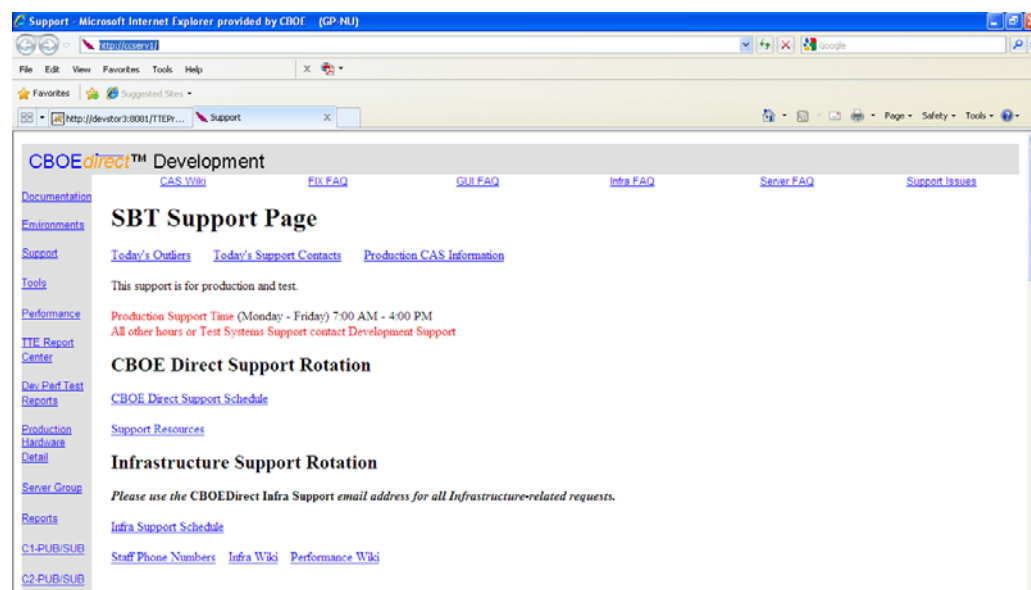 Support - Microsoft Internet Explorer provided by CBOE (GP-NU)
http://ccserv1/
Google
File Edit View Favorites Tools Help
X
Favorites Suggested Sites
http://devstor3:8081/TTEPr... Support X
Page Safety Tools
CBOEdirect™ Development
CAS Wiki FIX FAQ GUI FAQ Infra FAQ Server FAQ Support Issues
Documentation
Environments
SBT Support Page
Support
Today's Outliers Today's Support Contacts Production CAS Information
Tools
This support is for production and test.
Performance
Production Support Time (Monday - Friday) 7:00 AM - 4:00 PM
All other hours or Test Systems Support contact Development Support
TTE Report
Center
CBOE Direct Support Rotation
Dev Perf Test
Reports
CBOE Direct Support Schedule
Production
Hardware
Detail
Support Resources
Infrastructure Support Rotation
Server Group
Please use the CBOEDirect Infra Support email address for all Infrastructure-related requests.
Reports
Infra Support Schedule
C1-PUB/SUB
Staff Phone Numbers Infra Wiki Performance Wiki
C2-PUB/SUB